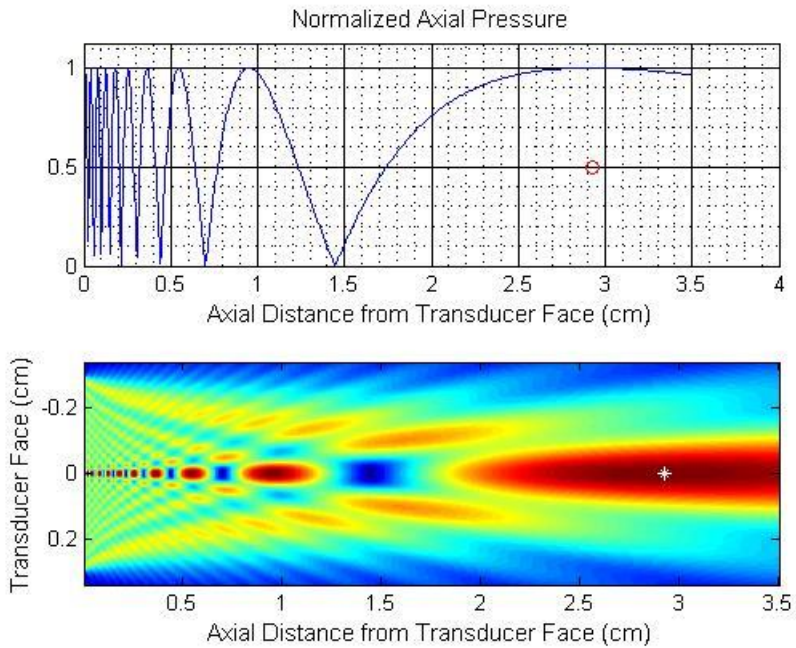 Normalized Axial Pressure
1
0.5
0
0 0.5 1 1.5 2 2.5 3 3.5 4
Axial Distance from Transducer Face (cm)
Transducer Face (cm)
-0.2
0
0.2
0.5 1 1.5 2 2.5 3 3.5
Axial Distance from Transducer Face (cm)